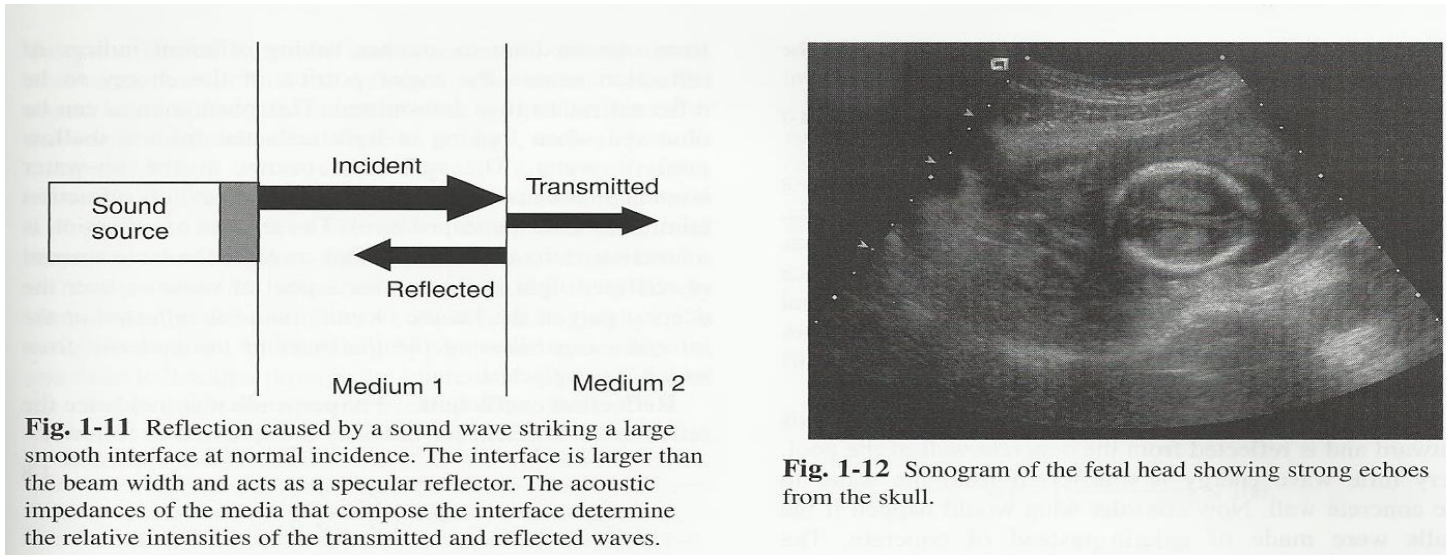 Incident
Transmitted
Sound
source
Reflected
Medium 1
Medium 2
Fig. 1-11 Reflection caused by a sound wave striking a large
smooth interface at normal incidence. The interface is larger than
the beam width and acts as a specular reflector. The acoustic
impedances of the media that compose the interface determine
the relative intensities of the transmitted and reflected waves.
Fig. 1-12 Sonogram of the fetal head showing strong echoes
from the skull.